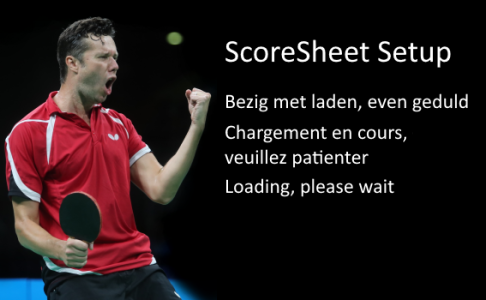 ScoreSheet Setup
Bezig met laden, even geduld
Chargement en cours,
veuillez patienter
Loading, please wait